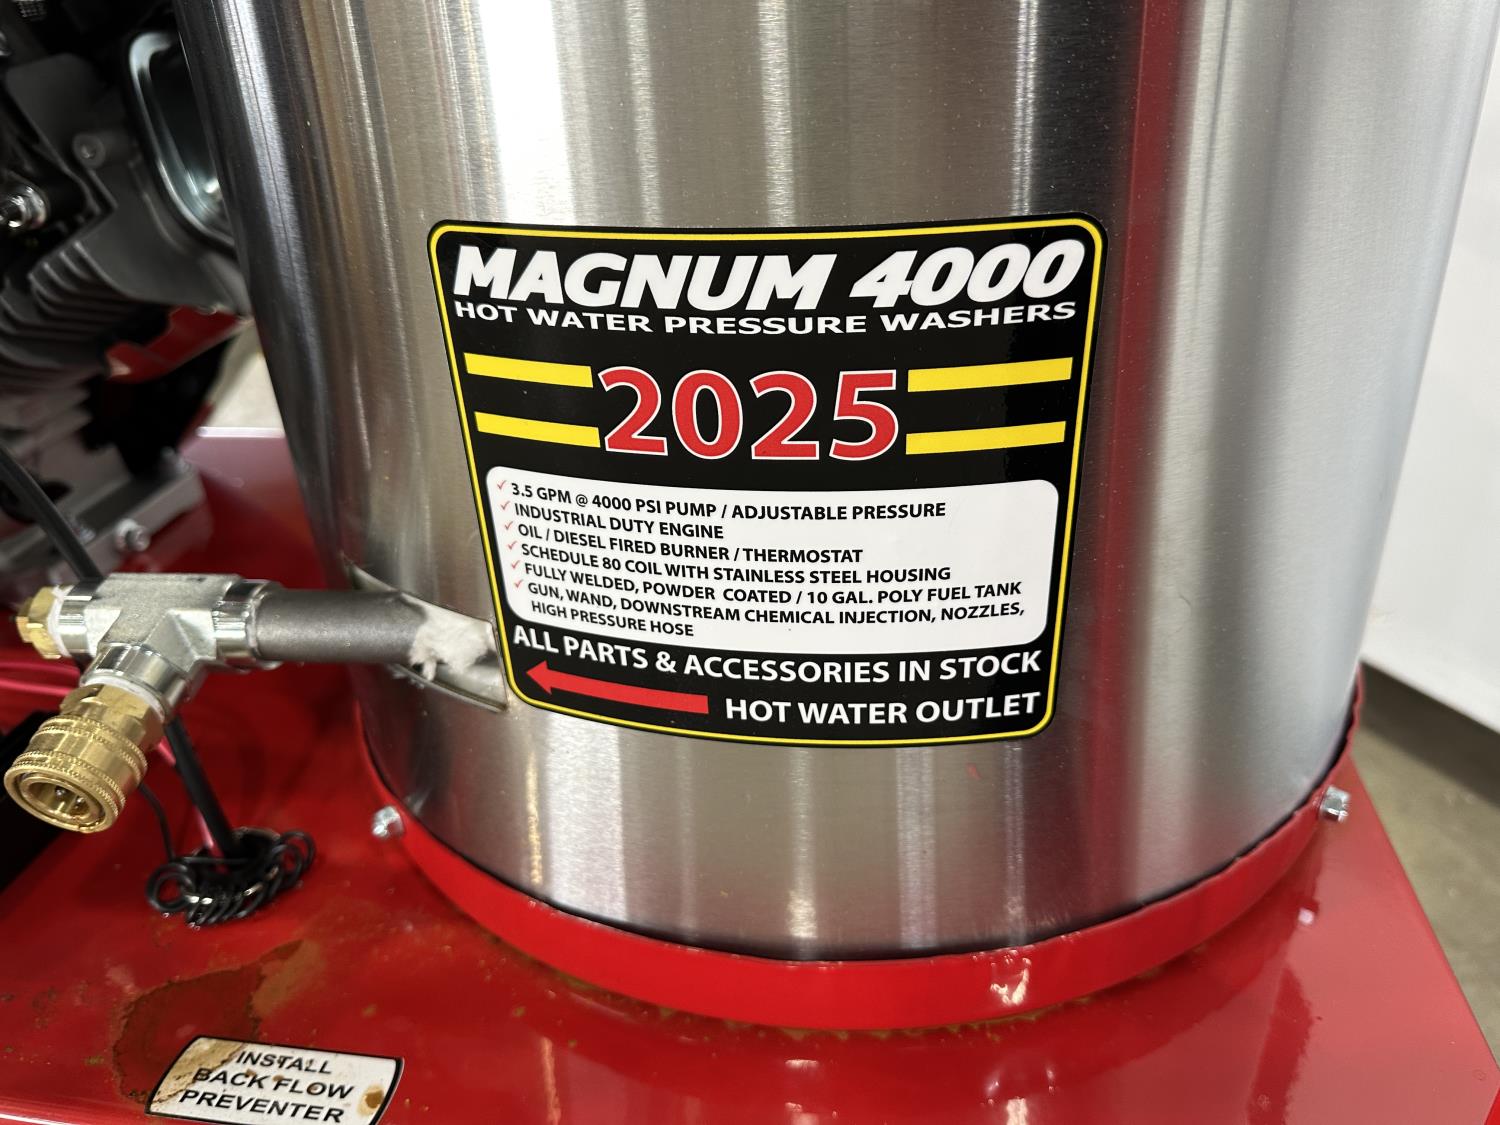 MAGNUM 4000
HOT WATER PRESSURE WASHERS
2025
✓ 3.5 GPM @ 4000 PSI PUMP / ADJUSTABLE PRESSURE
✓ INDUSTRIAL DUTY ENGINE
✓ OIL / DIESEL FIRED BURNER / THERMOSTAT
✓ SCHEDULE 80 COIL WITH STAINLESS STEEL HOUSING
✓ FULLY WELDED, POWDER COATED / 10 GAL. POLY FUEL TANK
✓ GUN, WAND, DOWNSTREAM CHEMICAL INJECTION, NOZZLES,
HIGH PRESSURE HOSE
ALL PARTS & ACCESSORIES IN STOCK
HOT WATER OUTLET
INSTALL
BACK FLOW
PREVENTER